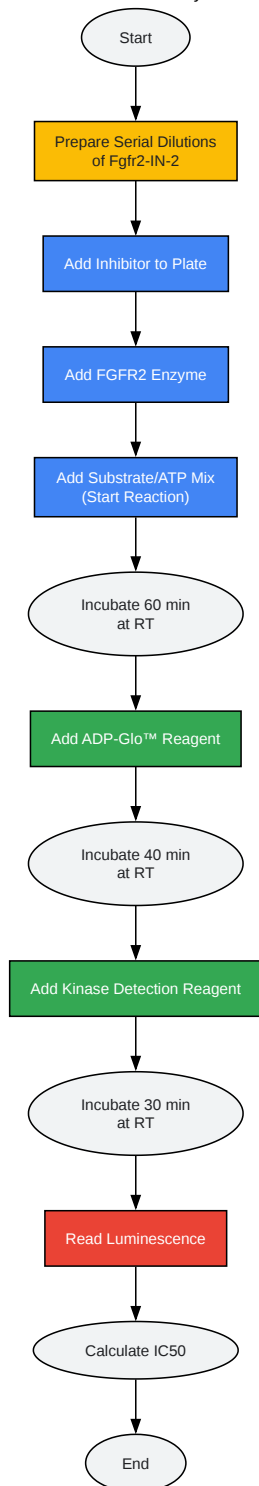 Start
Prepare Serial Dilutions
of Fgfr2-IN-2
Add Inhibitor to Plate
Add FGFR2 Enzyme
Add Substrate/ATP Mix
(Start Reaction)
Incubate 60 min
at RT
Add ADP-Glo™ Reagent
Incubate 40 min
at RT
Add Kinase Detection Reagent
Incubate 30 min
at RT
Read Luminescence
Calculate IC50
End